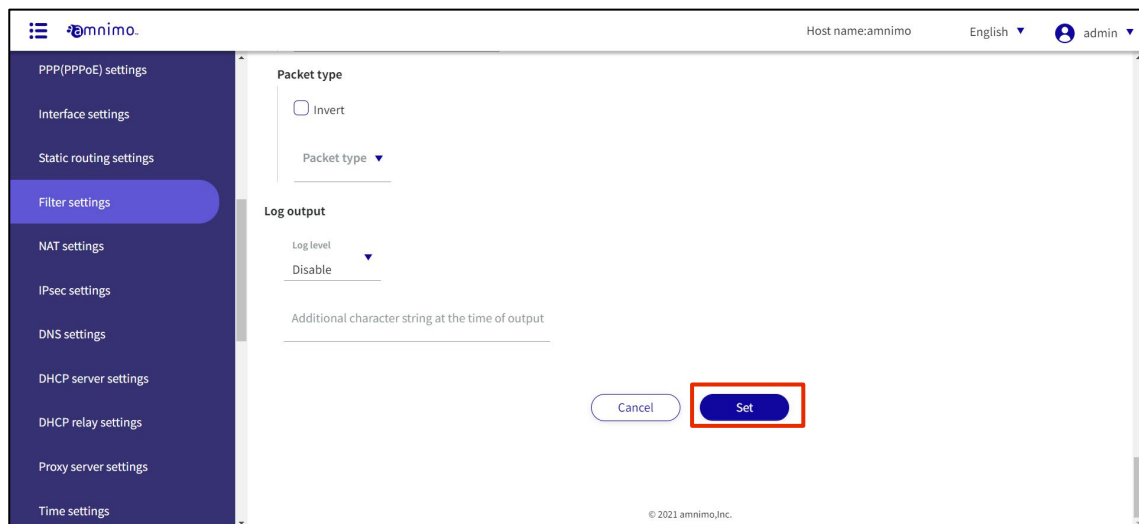 amnimo
Host name:amnimo
English
admin
PPP(PPPoE) settings
Interface settings
Static routing settings
Filter settings
NAT settings
IPsec settings
DNS settings
DHCP server settings
DHCP relay settings
Proxy server settings
Time settings
Packet type
Invert
Packet type
Log output
Log level
Disable
Additional character string at the time of output
Cancel
Set
© 2021 amnimo,Inc.